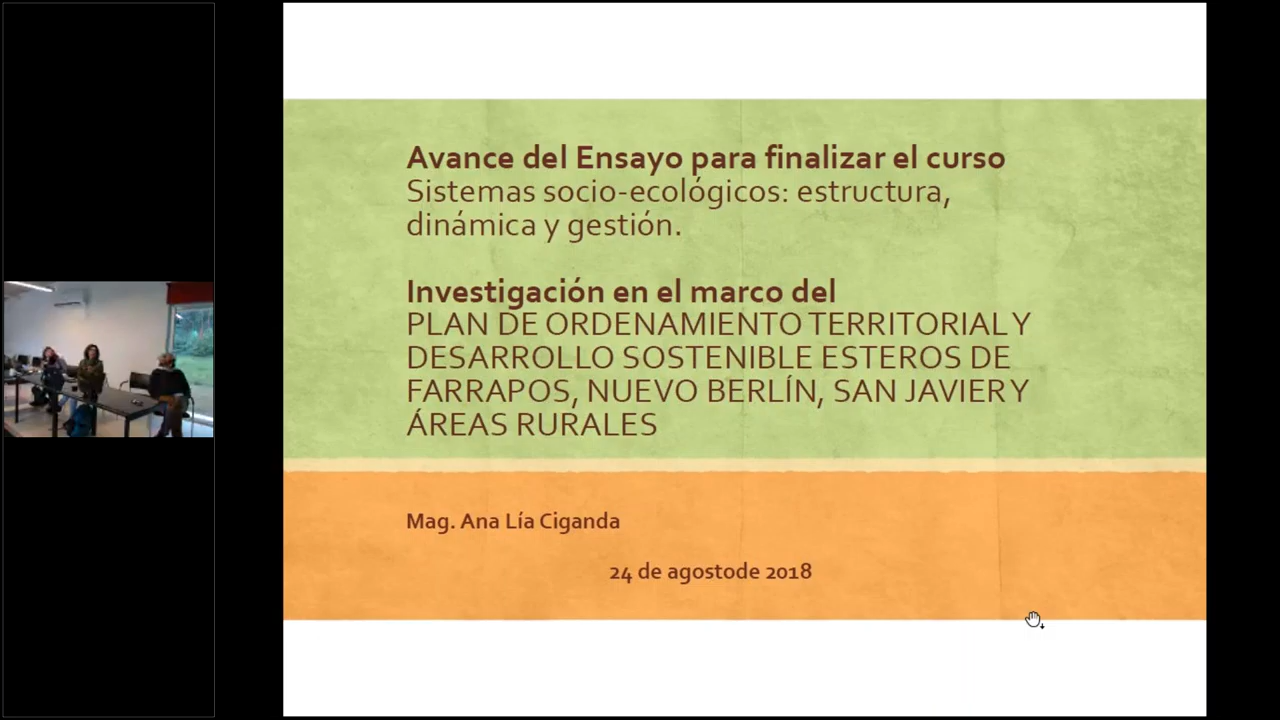 Avance del Ensayo para finalizar el curso
Sistemas socio-ecológicos: estructura,
dinámica y gestión.
Investigación en el marco del
PLAN DE ORDENAMIENTO TERRITORIAL Y
DESARROLLO SOSTENIBLE ESTEROS DE
FARRAPOS, NUEVO BERLÍN, SAN JAVIER Y
ÁREAS RURALES
Mag. Ana Lía Ciganda
24 de agostode 2018